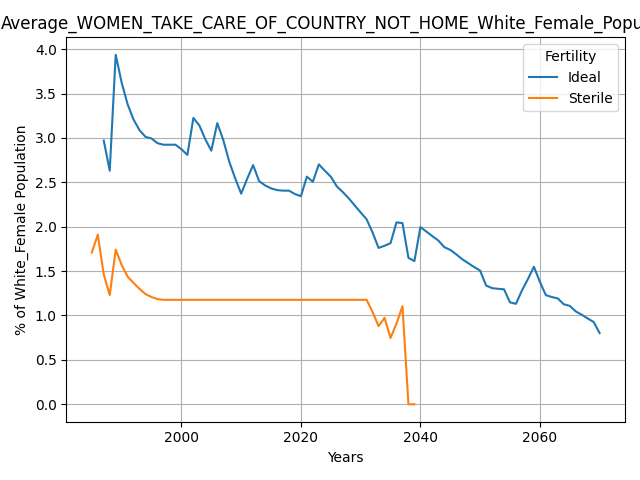 Average_WOMEN_TAKE_CARE_OF_COUNTRY_NOT_HOME_White_Female_Popu
Fertility
Ideal
Sterile
4.0
3.5
3.0
2.5
2.0
1.5
1.0
0.5
0.0
% of White_Female Population
2000 2020 2040 2060
Years